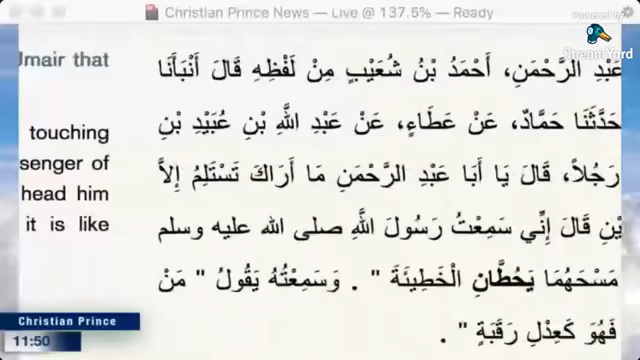 Christian Prince News — Live @ 137.5% — Ready
Powered by
StreamYard
Jmair that
touching
senger of
head him
it is like
عَبْدِ الرَّحْمَنِ، أَحْمَدُ بْنُ شُعَيْبٍ مِنْ لَفْظِهِ قَالَ أَنْبَأَنَا
حَدَّثَنَا حَمَّادٌ، عَنْ عَطَاءٍ، عَنْ عَبْدِ اللَّهِ بْنِ عُبَيْدِ بْنِ
رَجُلاً، قَالَ يَا أَبَا عَبْدِ الرَّحْمَنِ مَا أَرَاكَ تَسْتَلِمُ إِلاَّ
يْنِ قَالَ إِنِّي سَمِعْتُ رَسُولَ اللَّهِ صلى الله عليه وسلم
مَسْحَهُمَا يَحُطَّانِ الْخَطِيئَةَ " . وَسَمِعْتُهُ يَقُولُ " مَنْ
فَهُوَ كَعِدْلِ رَقَبَةٍ " .
Christian Prince
11:50